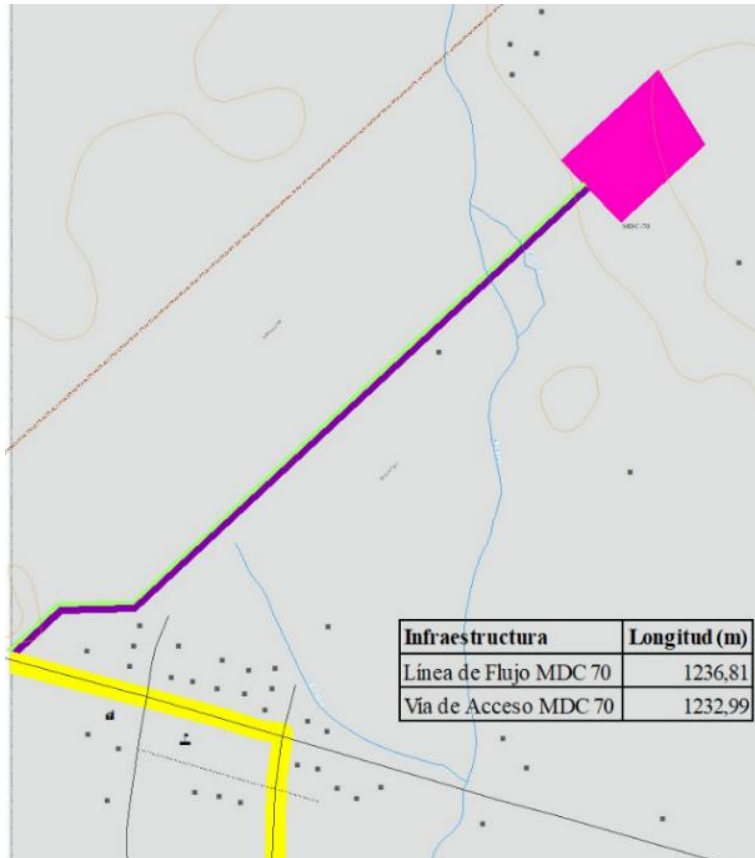 MDC-70
Infraestructura Longitud (m)
Línea de Flujo MDC 70 1236,81
Vía de Acceso MDC 70 1232,99